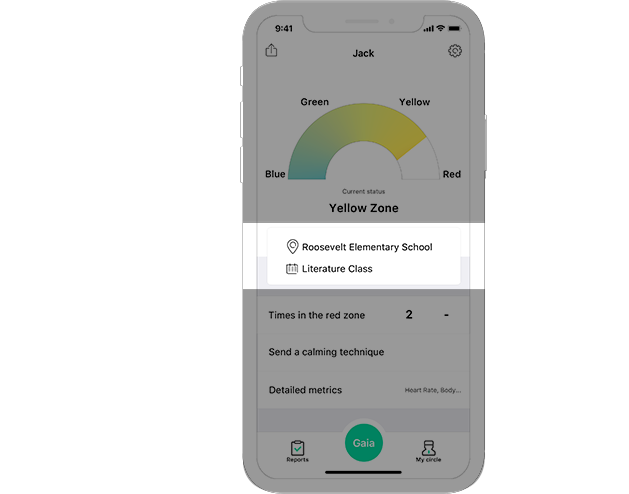 9:41
Jack
Green Yellow
Blue Red
Current status
Yellow Zone
Roosevelt Elementary School
Literature Class
Times in the red zone 2 -
Send a calming technique
Detailed metrics Heart Rate, Body...
Gaia
Reports My circle